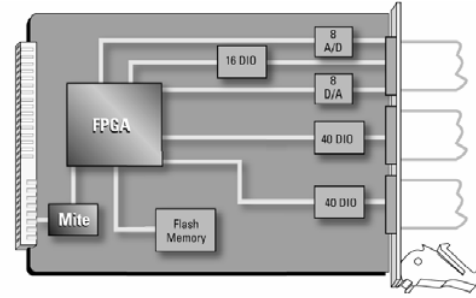 8
A/D
16 DIO
8
D/A
FPGA
40 DIO
40 DIO
Mite
Flash
Memory